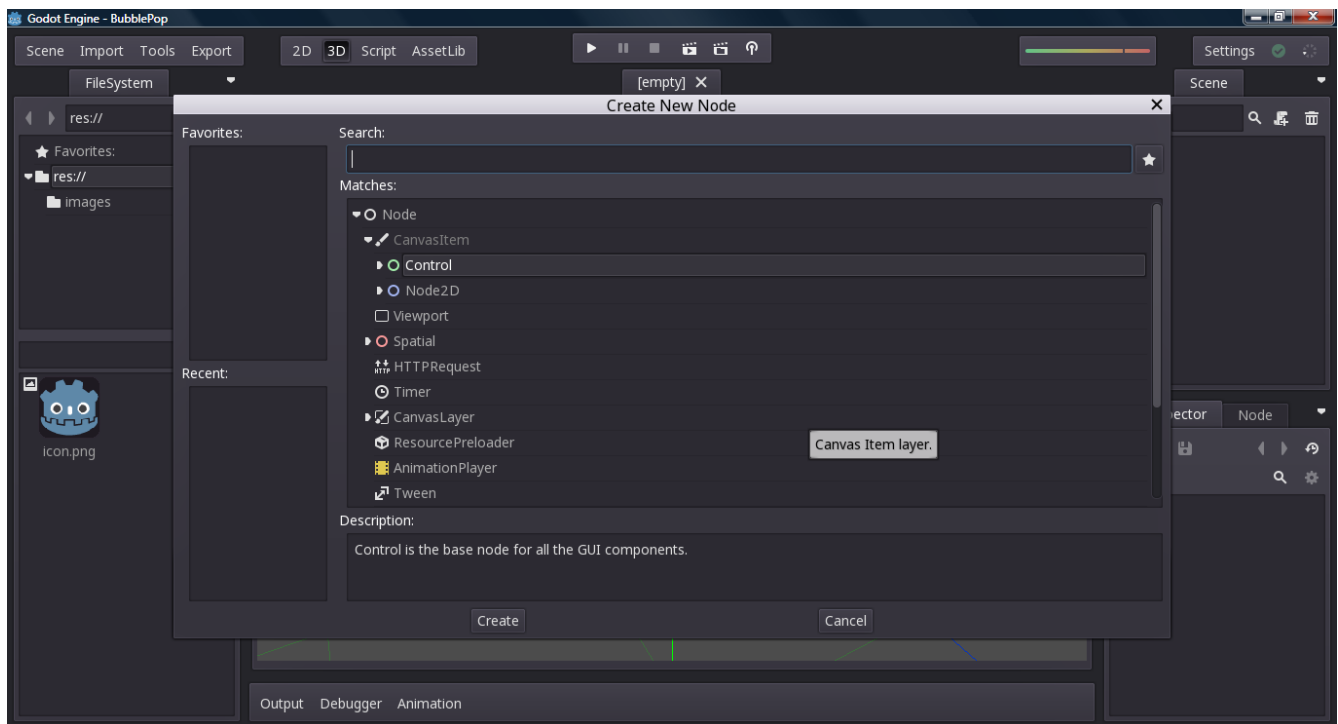 Godot Engine - BubblePop
Scene Import Tools Export 2D 3D Script AssetLib Settings
FileSystem [empty] Scene
Create New Node
res://
Favorites: Search:
Favorites:
res://
Matches:
images
Node
CanvasItem
Control
Node2D
Viewport
Spatial
HTTPRequest
Recent:
Timer
CanvasLayer
ector Node
ResourcePreloader
Canvas Item layer.
icon.png
AnimationPlayer
Tween
Description:
Control is the base node for all the GUI components.
Create Cancel
Output Debugger Animation